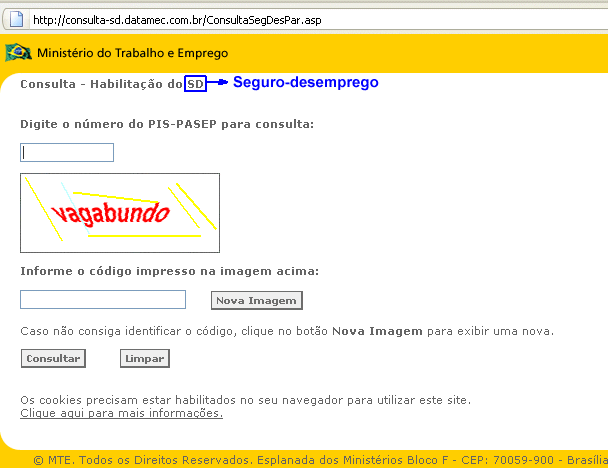 http://consulta-sd.datamec.com.br/ConsultaSegDesPar.asp
Ministério do Trabalho e Emprego
Consulta - Habilitação do SD Seguro-desemprego
Digite o número do PIS-PASEP para consulta:
vagabundo
Informe o código impresso na imagem acima:
Nova Imagem
Caso não consiga identificar o código, clique no botão Nova Imagem para exibir uma nova.
Consultar Limpar
Os cookies precisam estar habilitados no seu navegador para utilizar este site.
Clique aqui para mais informações.
© MTE. Todos os Direitos Reservados. Esplanada dos Ministérios Bloco F - CEP: 70059-900 - Brasília